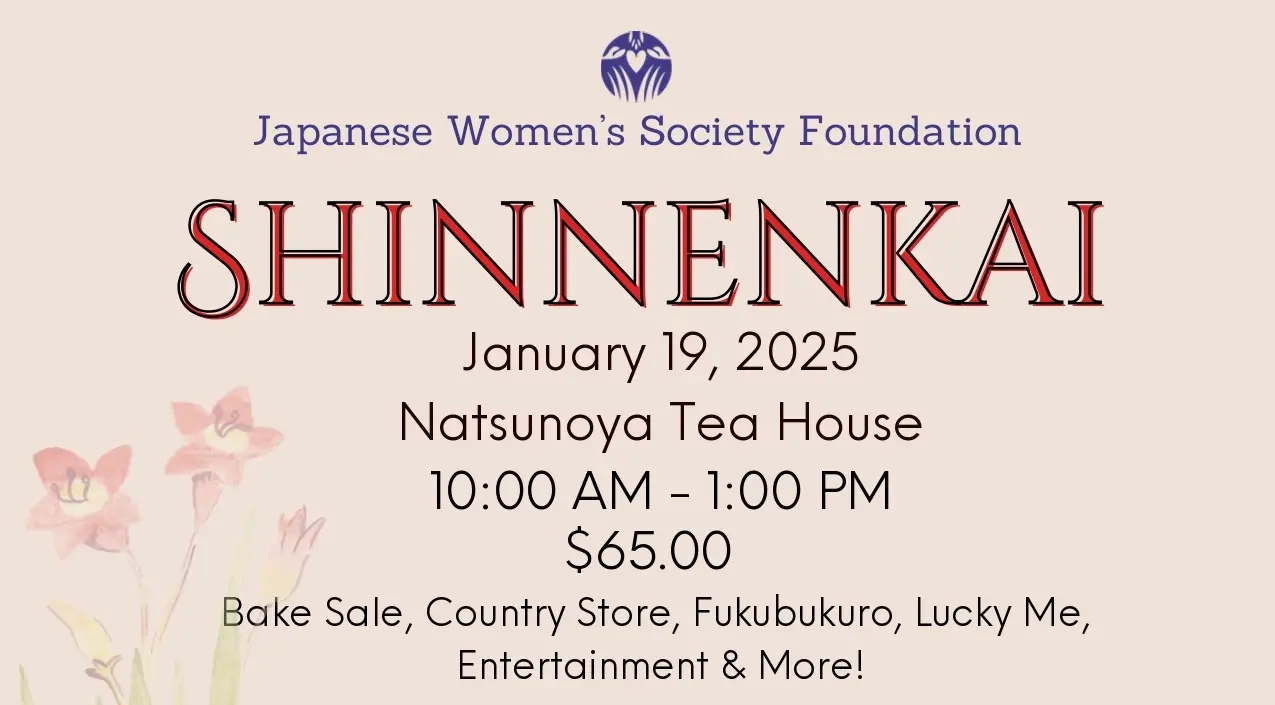 Japanese Women's Society Foundation
SHINNENKAI
January 19, 2025
Natsunoya Tea House
10:00 AM - 1:00 PM
$65.00
Bake Sale, Country Store, Fukubukuro, Lucky Me,
Entertainment & More!